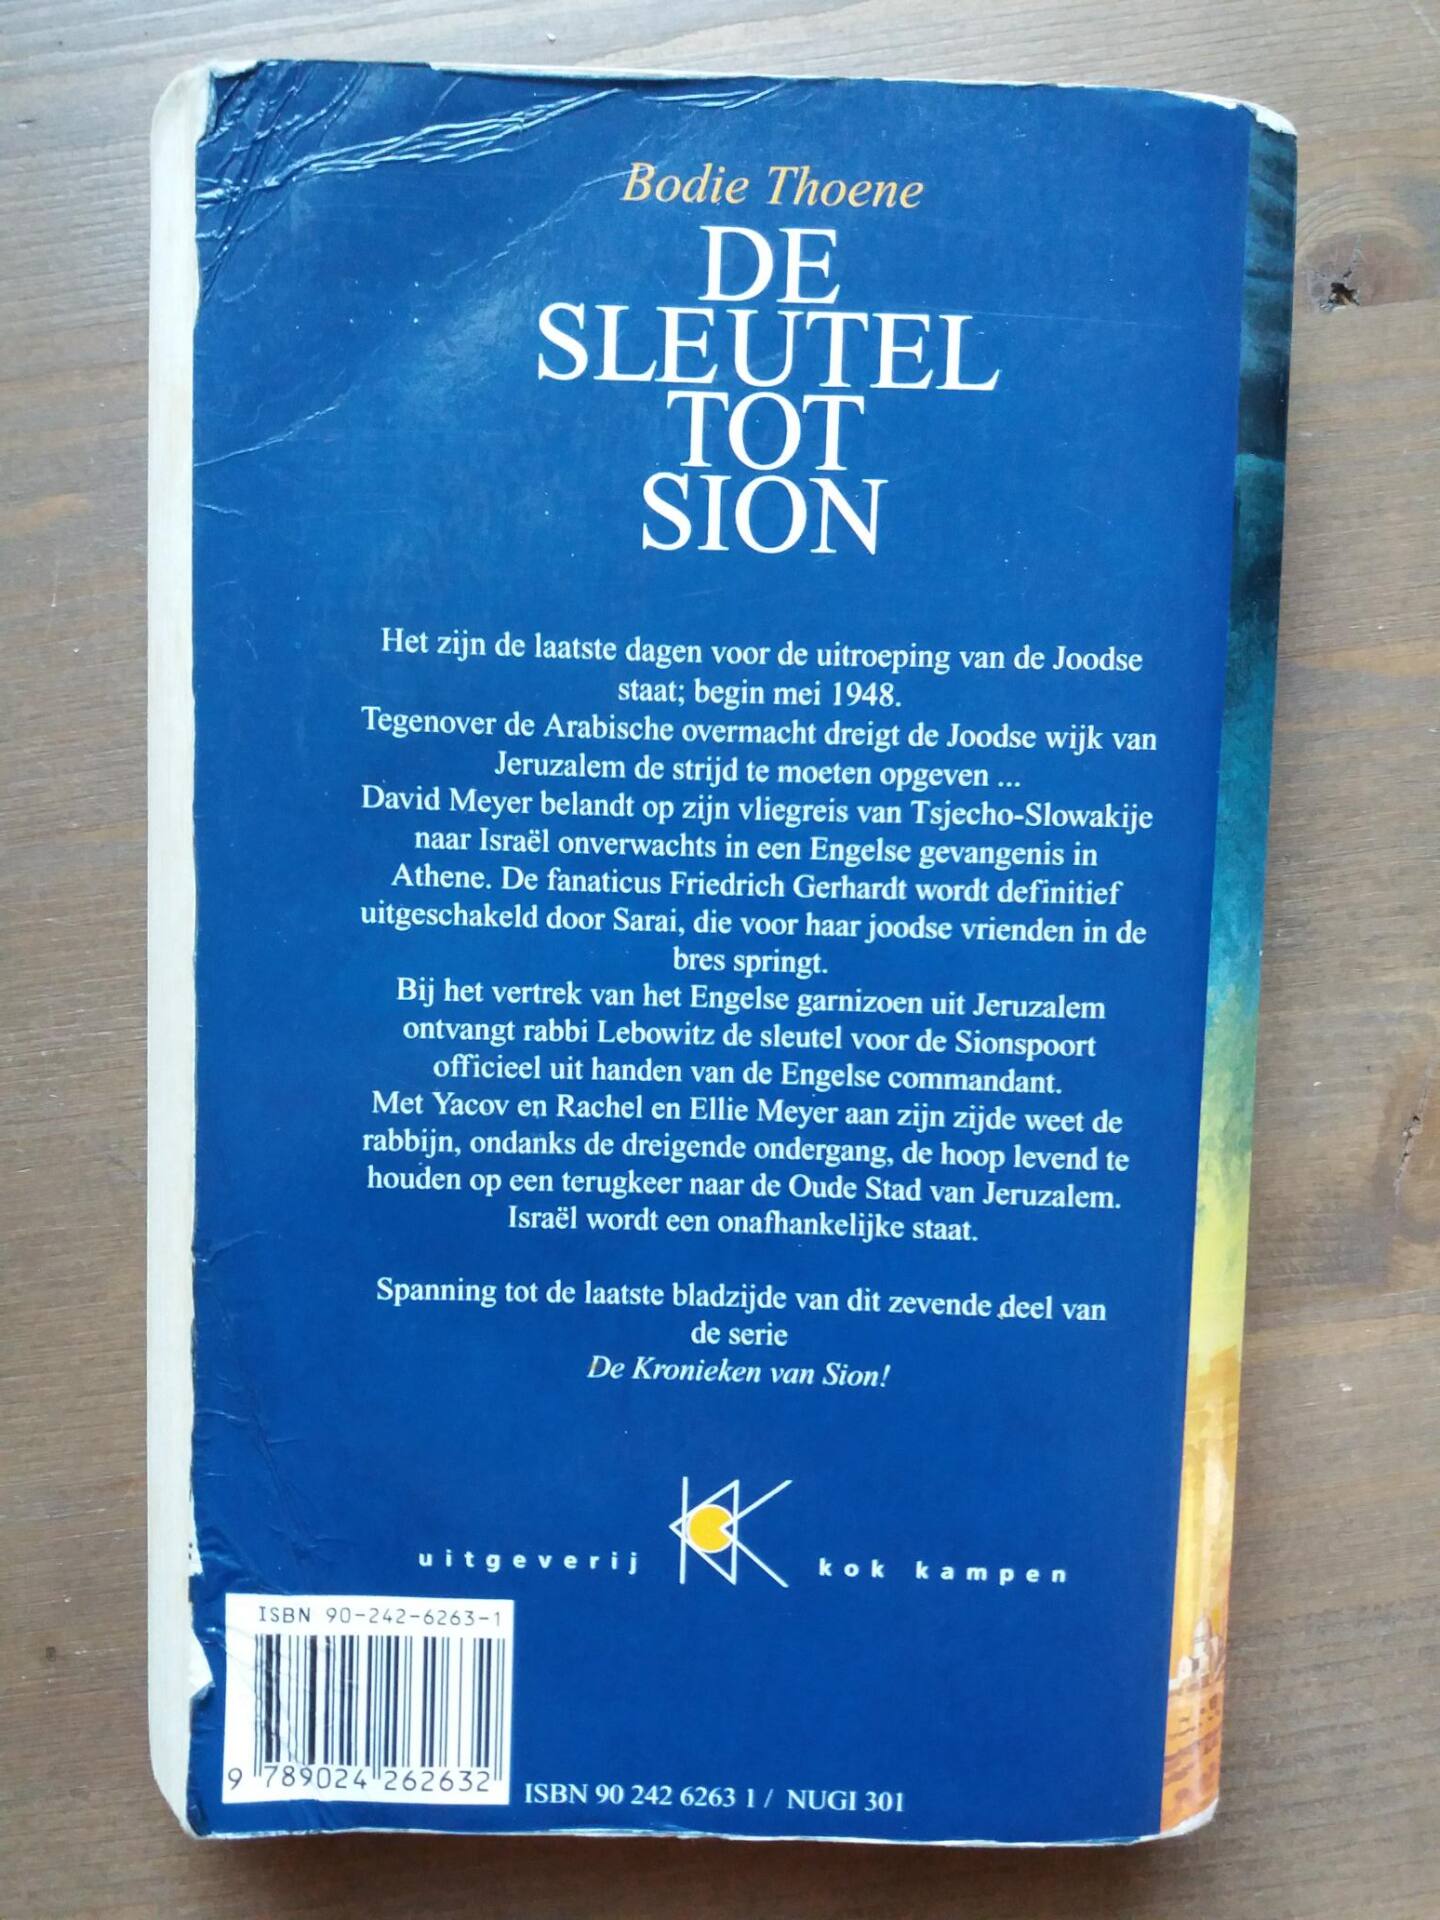 Bodie Thoene
DE
SLEUTEL
TOT
SION
Het zijn de laatste dagen voor de uitroeping van de Joodse
staat; begin mei 1948.
Tegenover de Arabische overmacht dreigt de Joodse wijk van
Jeruzalem de strijd te moeten opgeven ...
David Meyer belandt op zijn vliegreis van Tsjecho-Slowakije
naar Israël onverwachts in een Engelse gevangenis in
Athene. De fanaticus Friedrich Gerhardt wordt definitief
uitgeschakeld door Sarai, die voor haar joodse vrienden in de
bres springt.
Bij het vertrek van het Engelse garnizoen uit Jeruzalem
ontvangt rabbi Lebowitz de sleutel voor de Sionspoort
officieel uit handen van de Engelse commandant.
Met Yacov en Rachel en Ellie Meyer aan zijn zijde weet de
rabbijn, ondanks de dreigende ondergang, de hoop levend te
houden op een terugkeer naar de Oude Stad van Jeruzalem.
Israël wordt een onafhankelijke staat.
Spanning tot de laatste bladzijde van dit zevende deel van
de serie
De Kronieken van Sion!
uitgeverij kok kampen
ISBN 90-242-6263-1
9 789024 262632
ISBN 90 242 6263 1 / NUGI 301